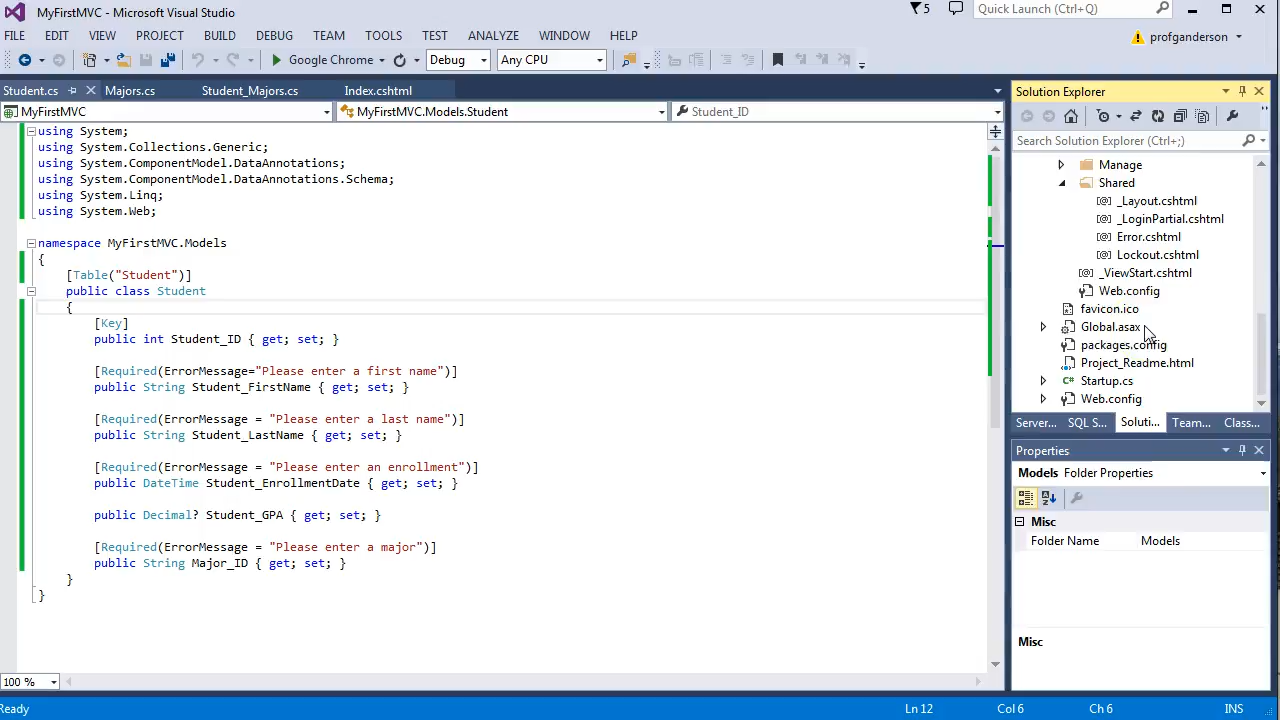 MyFirstMVC - Microsoft Visual Studio
5
Quick Launch (Ctrl+Q)
FILE EDIT VIEW PROJECT BUILD DEBUG TEAM TOOLS TEST ANALYZE WINDOW HELP
profganderson
Google Chrome Debug Any CPU
Student.cs Majors.cs Student_Majors.cs Index.cshtml
MyFirstMVC MyFirstMVC.Models.Student Student_ID
using System;
using System.Collections.Generic;
using System.ComponentModel.DataAnnotations;
using System.ComponentModel.DataAnnotations.Schema;
using System.Linq;
using System.Web;
namespace MyFirstMVC.Models
{
[Table("Student")]
public class Student
{
[Key]
public int Student_ID { get; set; }
[Required(ErrorMessage="Please enter a first name")]
public String Student_FirstName { get; set; }
[Required(ErrorMessage = "Please enter a last name")]
public String Student_LastName { get; set; }
[Required(ErrorMessage = "Please enter an enrollment")]
public DateTime Student_EnrollmentDate { get; set; }
public Decimal? Student_GPA { get; set; }
[Required(ErrorMessage = "Please enter a major")]
public String Major_ID { get; set; }
}
}
100 %
Solution Explorer
Search Solution Explorer (Ctrl+;)
Manage
Shared
_Layout.cshtml
_LoginPartial.cshtml
Error.cshtml
Lockout.cshtml
_ViewStart.cshtml
Web.config
favicon.ico
Global.asax
packages.config
Project_Readme.html
Startup.cs
Web.config
Server... SQL S... Soluti... Team... Class...
Properties
Models Folder Properties
Misc
Folder Name Models
Misc
Ready Ln 12 Col 6 Ch 6 INS